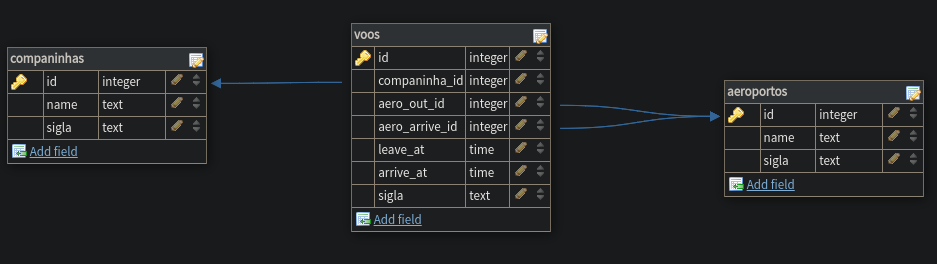 companinhas
id integer
name text
sigla text
Add field
voos
id integer
companinha_id integer
aero_out_id integer
aero_arrive_id integer
leave_at time
arrive_at time
sigla text
Add field
aeroportos
id integer
name text
sigla text
Add field